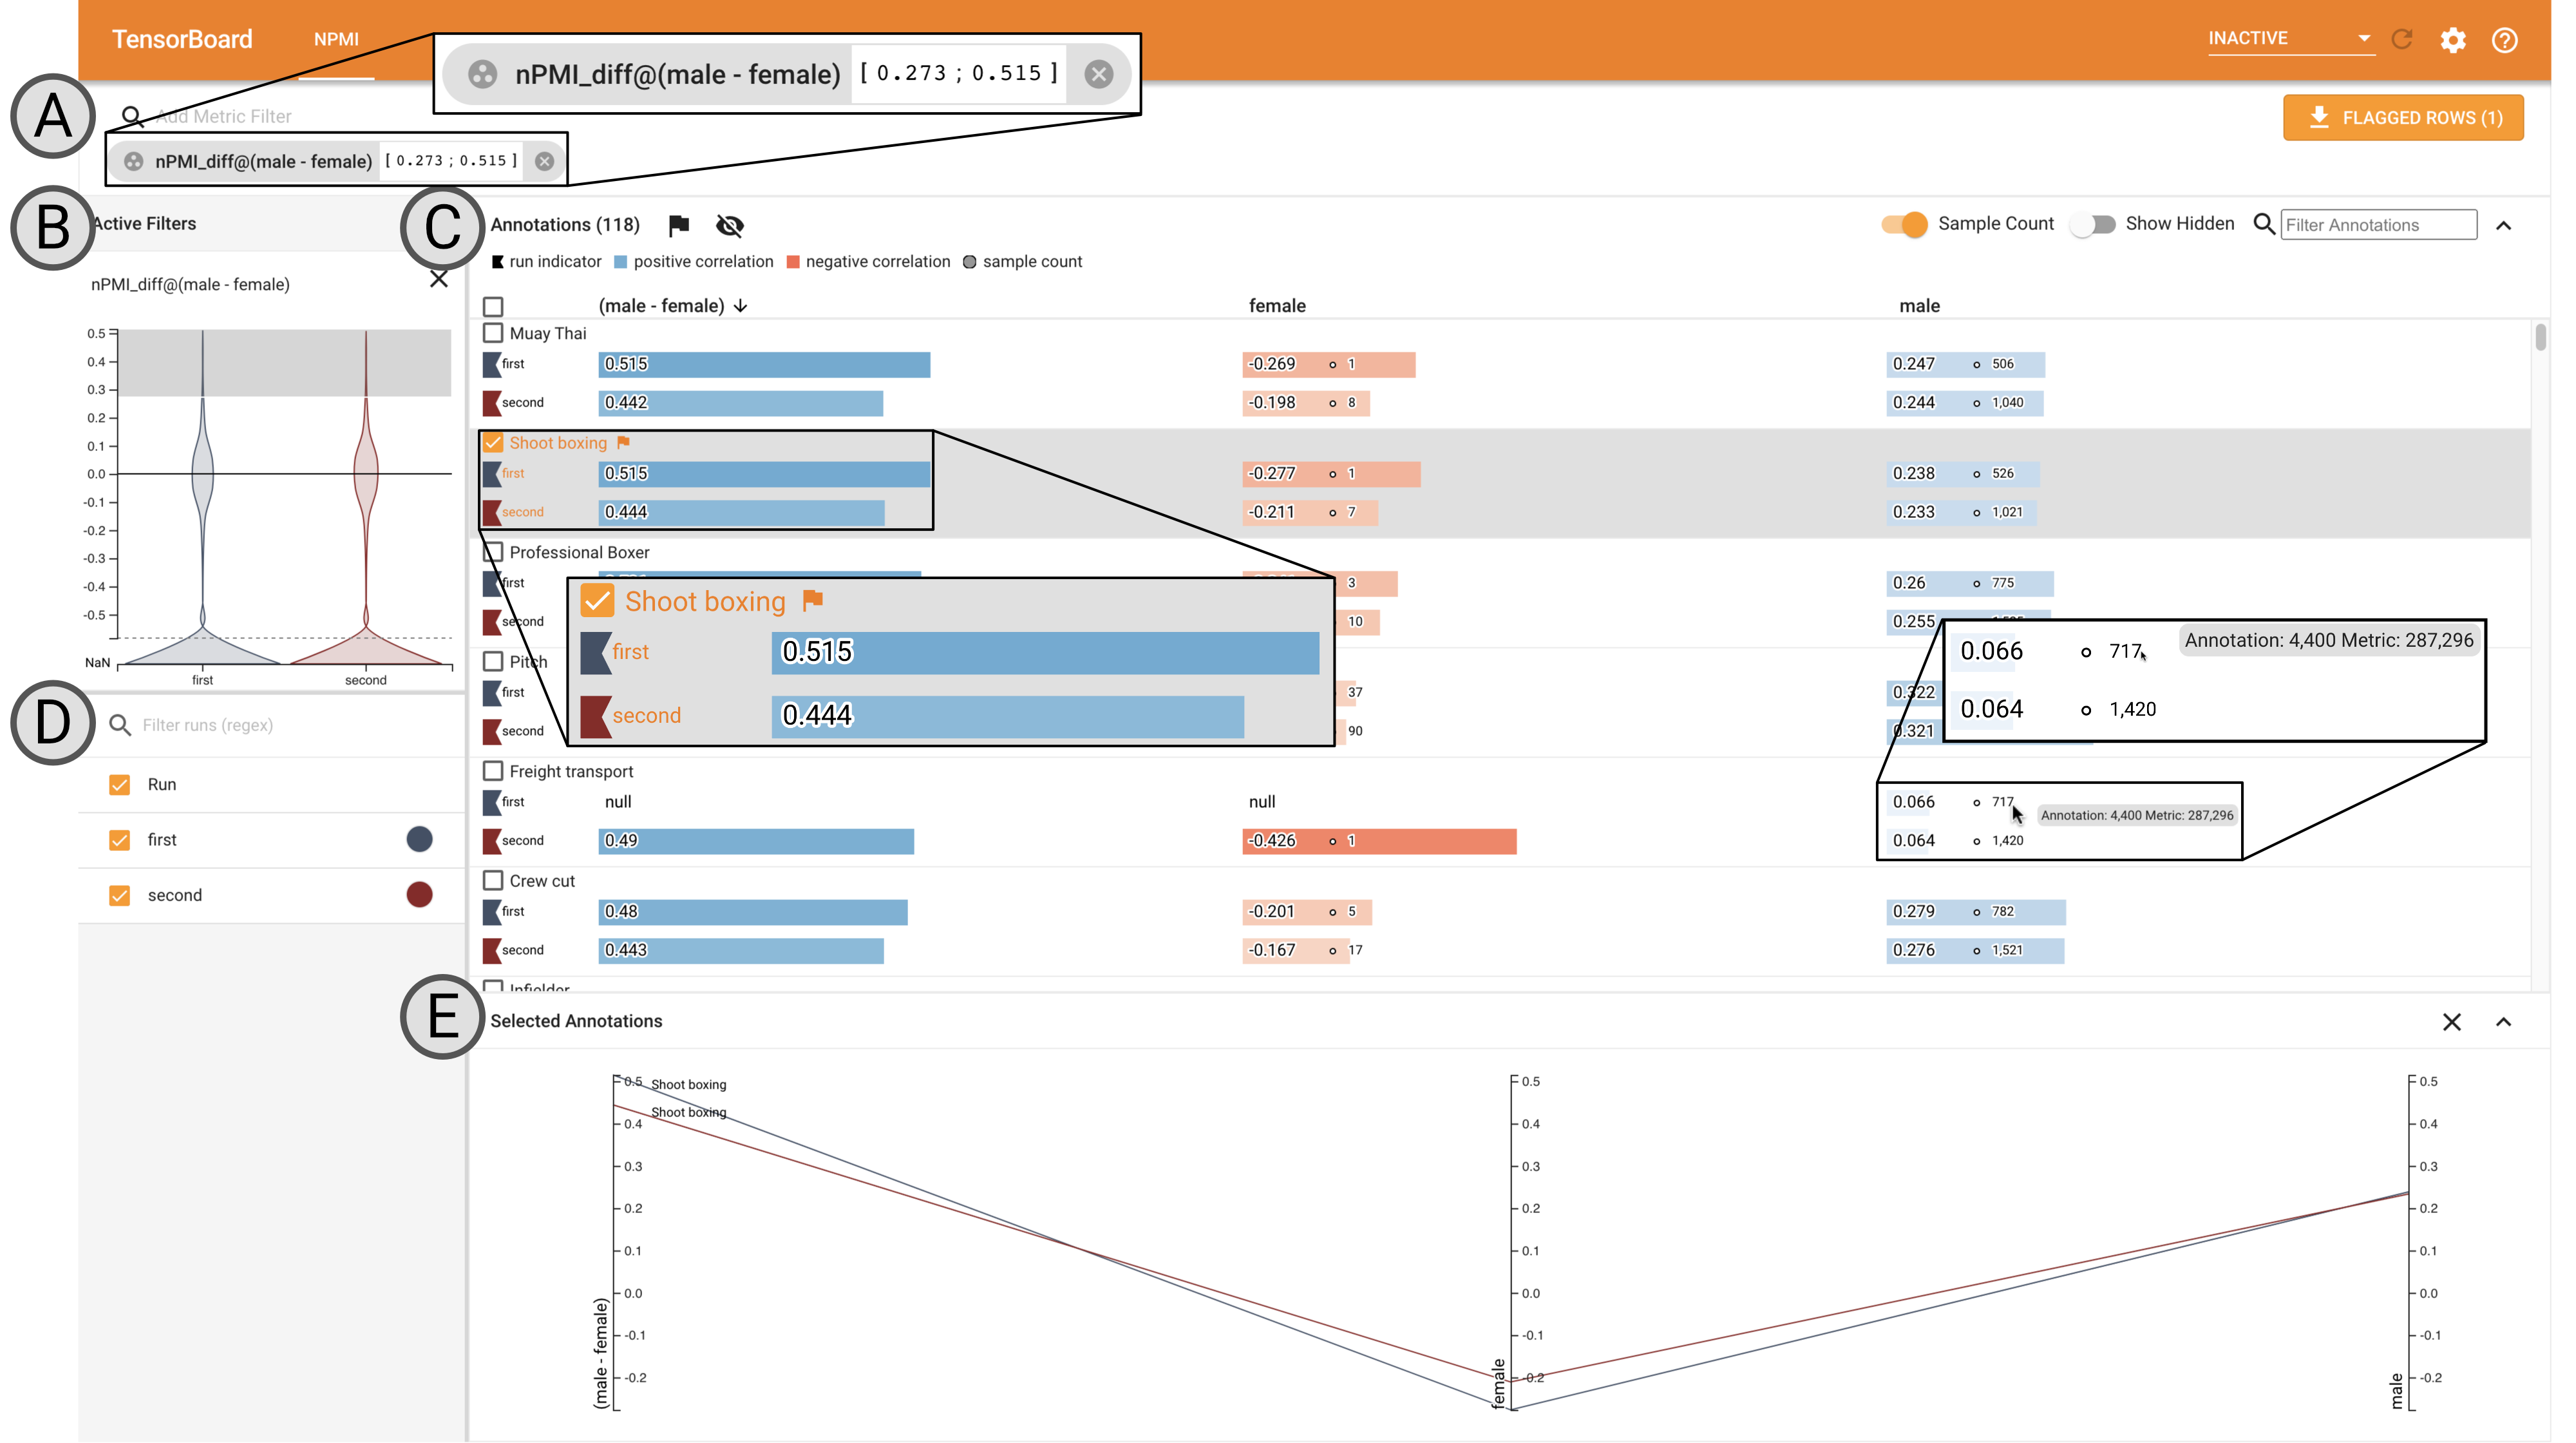 TensorBoard NPMI INACTIVE
nPMI_diff@(male - female) [ 0.273 ; 0.515 ]
A Add Metric Filter FLAGGED ROWS (1)
nPMI_diff@(male - female) [ 0.273 ; 0.515 ]
B Active Filters
nPMI_diff@(male - female)
0.5
0.4
0.3
0.2
0.1
0.0
-0.1
-0.2
-0.3
-0.4
-0.5
NaN
first second
D Filter runs (regex)
Run
first
second
C Annotations (118) Sample Count Show Hidden Filter Annotations
run indicator positive correlation negative correlation sample count
(male - female) female male
Muay Thai
first 0.515 -0.269 1 0.247 506
second 0.442 -0.198 8 0.244 1,040
Shoot boxing
first 0.515 -0.277 1 0.238 526
second 0.444 -0.211 7 0.233 1,021
Professional Boxer
first 3 0.26 775
second 10 0.255
Shoot boxing
first 0.515
second 0.444
0.066 717 Annotation: 4,400 Metric: 287,296
0.064 1,420
Pitch
first 37 0.322
second 90 0.321
Freight transport
first null null 0.066 717 Annotation: 4,400 Metric: 287,296
second 0.49 -0.426 1 0.064 1,420
Crew cut
first 0.48 -0.201 5 0.279 782
second 0.443 -0.167 17 0.276 1,521
Infielder
E Selected Annotations
0.5 Shoot boxing 0.5 0.5
Shoot boxing
0.4 0.4 0.4
0.3 0.3 0.3
0.2 0.2 0.2
0.1 0.1 0.1
0.0 0.0 0.0
-0.1 -0.1 -0.1
-0.2 -0.2 -0.2
(male - female) female male